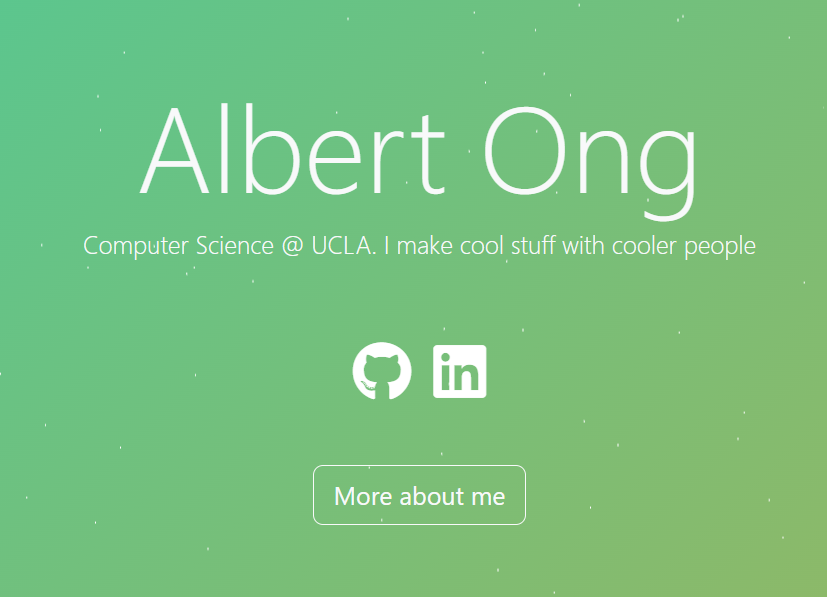 Albert Ong
Computer Science @ UCLA. I make cool stuff with cooler people
in
More about me